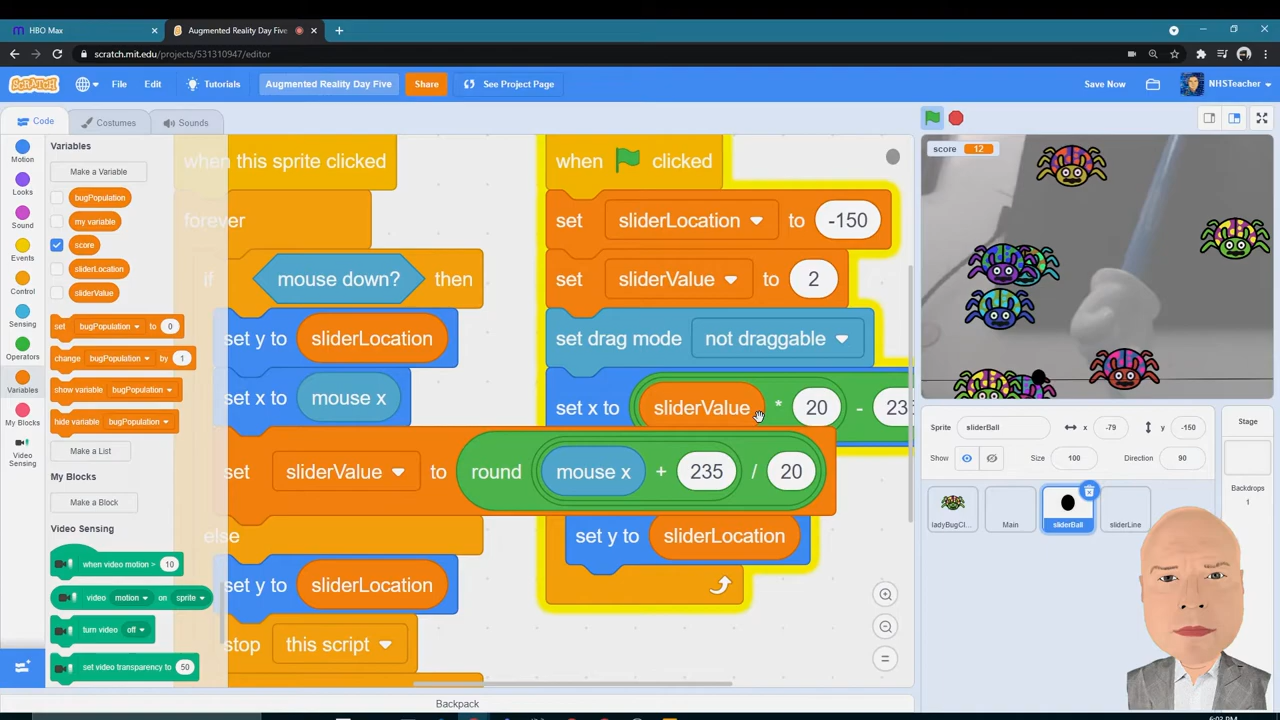 HBO Max
Augmented Reality Day Five
scratch.mit.edu/projects/531310947/editor
SCRATCH
File
Edit
Tutorials
Augmented Reality Day Five
Share
See Project Page
Save Now
NHSTeacher
Code
Costumes
Sounds
Motion
Looks
Sound
Events
Control
Sensing
Operators
Variables
My Blocks
Video
Sensing
Variables
Make a Variable
bugPopulation
my variable
score
sliderLocation
sliderValue
set bugPopulation to 0
change bugPopulation by 1
show variable bugPopulation
hide variable bugPopulation
Make a List
My Blocks
Make a Block
Video Sensing
when video motion > 10
video motion on sprite
turn video off
set video transparency to 50
when this sprite clicked
forever
if mouse down? then
set y to sliderLocation
set x to mouse x
set sliderValue to round mouse x + 235 / 20
else
set y to sliderLocation
stop this script
when clicked
set sliderLocation to -150
set sliderValue to 2
set drag mode not draggable
set x to sliderValue * 20 - 23
set y to sliderLocation
score 12
Sprite sliderBall x -79 y -150
Show Size 100 Direction 90
ladyBugCl...
Main
sliderBall
sliderLine
Stage
Backdrops
1
Backpack
6:03 PM